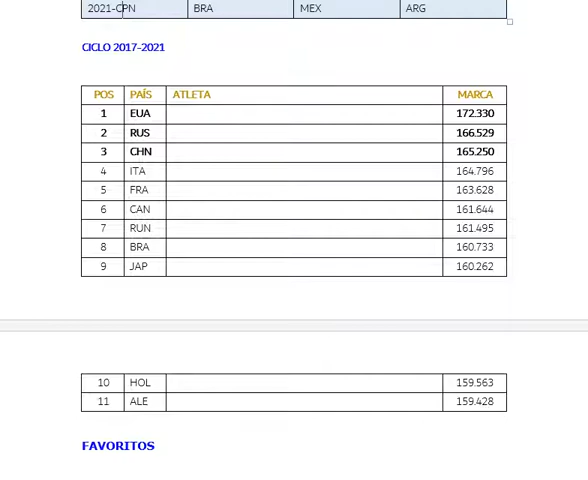 2021-CPN BRA MEX ARG
CICLO 2017-2021
POS PAÍS ATLETA MARCA
1 EUA 172.330
2 RUS 166.529
3 CHN 165.250
4 ITA 164.796
5 FRA 163.628
6 CAN 161.644
7 RUN 161.495
8 BRA 160.733
9 JAP 160.262
10 HOL 159.563
11 ALE 159.428
FAVORITOS